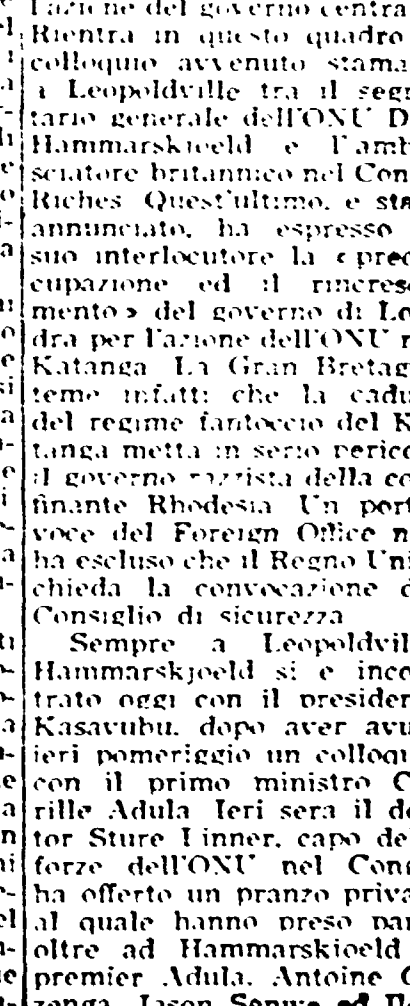 l'azione del governo centra
Rientra in questo quadro
colloquio avvenuto stama
a Leopoldville tra il segr
tario generale dell'ONU D
Hammarskjoeld e l'amb
sciatore britannico nel Con
Riches Quest'ultimo, è sta
annunciato, ha espresso
suo interlocutore la « preo
cupazione ed il rincresc
mento » del governo di Lo
dra per l'azione dell'ONU n
Katanga La Gran Bretag
teme infatti che la cadu
del regime fantoccio del K
tanga metta in serio perico
il governo razzista della co
finante Rhodesia Un port
voce del Foreign Office n
ha escluso che il Regno Uni
chieda la convocazione d
Consiglio di sicurezza
Sempre a Leopoldvill
Hammarskjoeld si è inco
trato oggi con il presiden
Kasavubu, dopo aver avu
ieri pomeriggio un colloqu
con il primo ministro C
rille Adula Ieri sera il do
tor Sture Linner, capo de
forze dell'ONU nel Cong
ha offerto un pranzo priva
al quale hanno preso par
oltre ad Hammarskjoeld
premier Adula, Antoine G
zenga, Jason